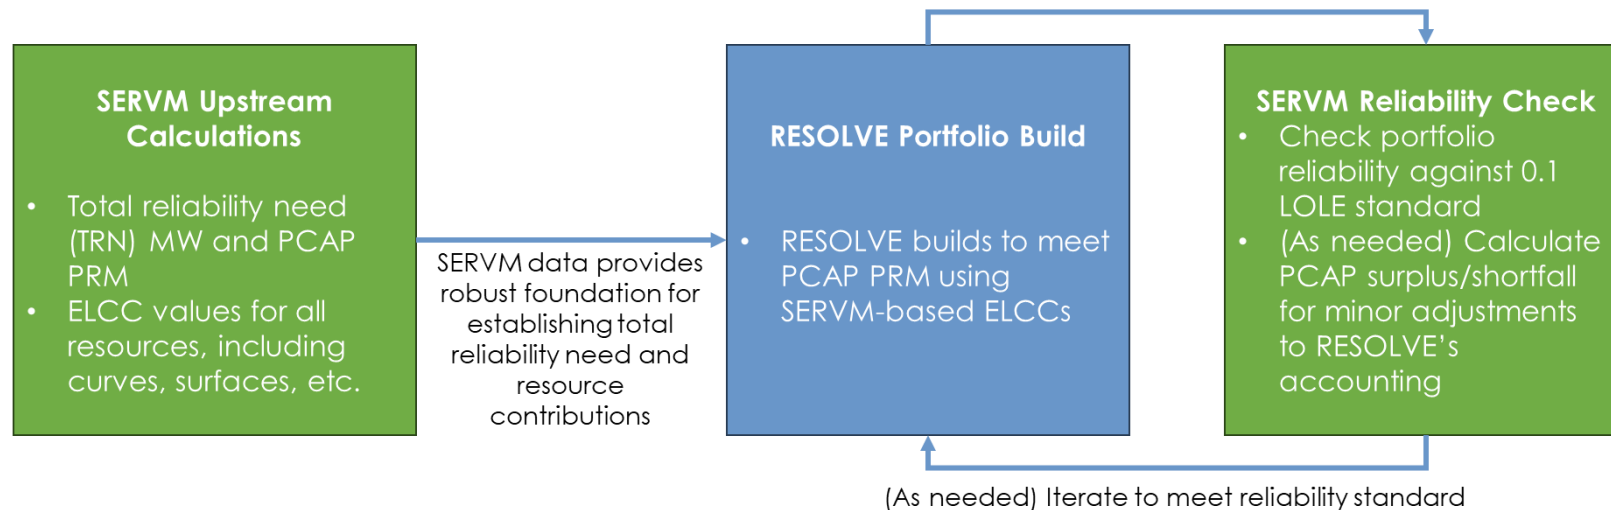 SERVM Upstream
Calculations
• Total reliability need
(TRN) MW and PCAP
PRM
• ELCC values for all
resources, including
curves, surfaces, etc.
SERVM data provides
robust foundation for
establishing total
reliability need and
resource
contributions
RESOLVE Portfolio Build
• RESOLVE builds to meet
PCAP PRM using
SERVM-based ELCCs
SERVM Reliability Check
• Check portfolio
reliability against 0.1
LOLE standard
• (As needed) Calculate
PCAP surplus/shortfall
for minor adjustments
to RESOLVE’s
accounting
(As needed) Iterate to meet reliability standard